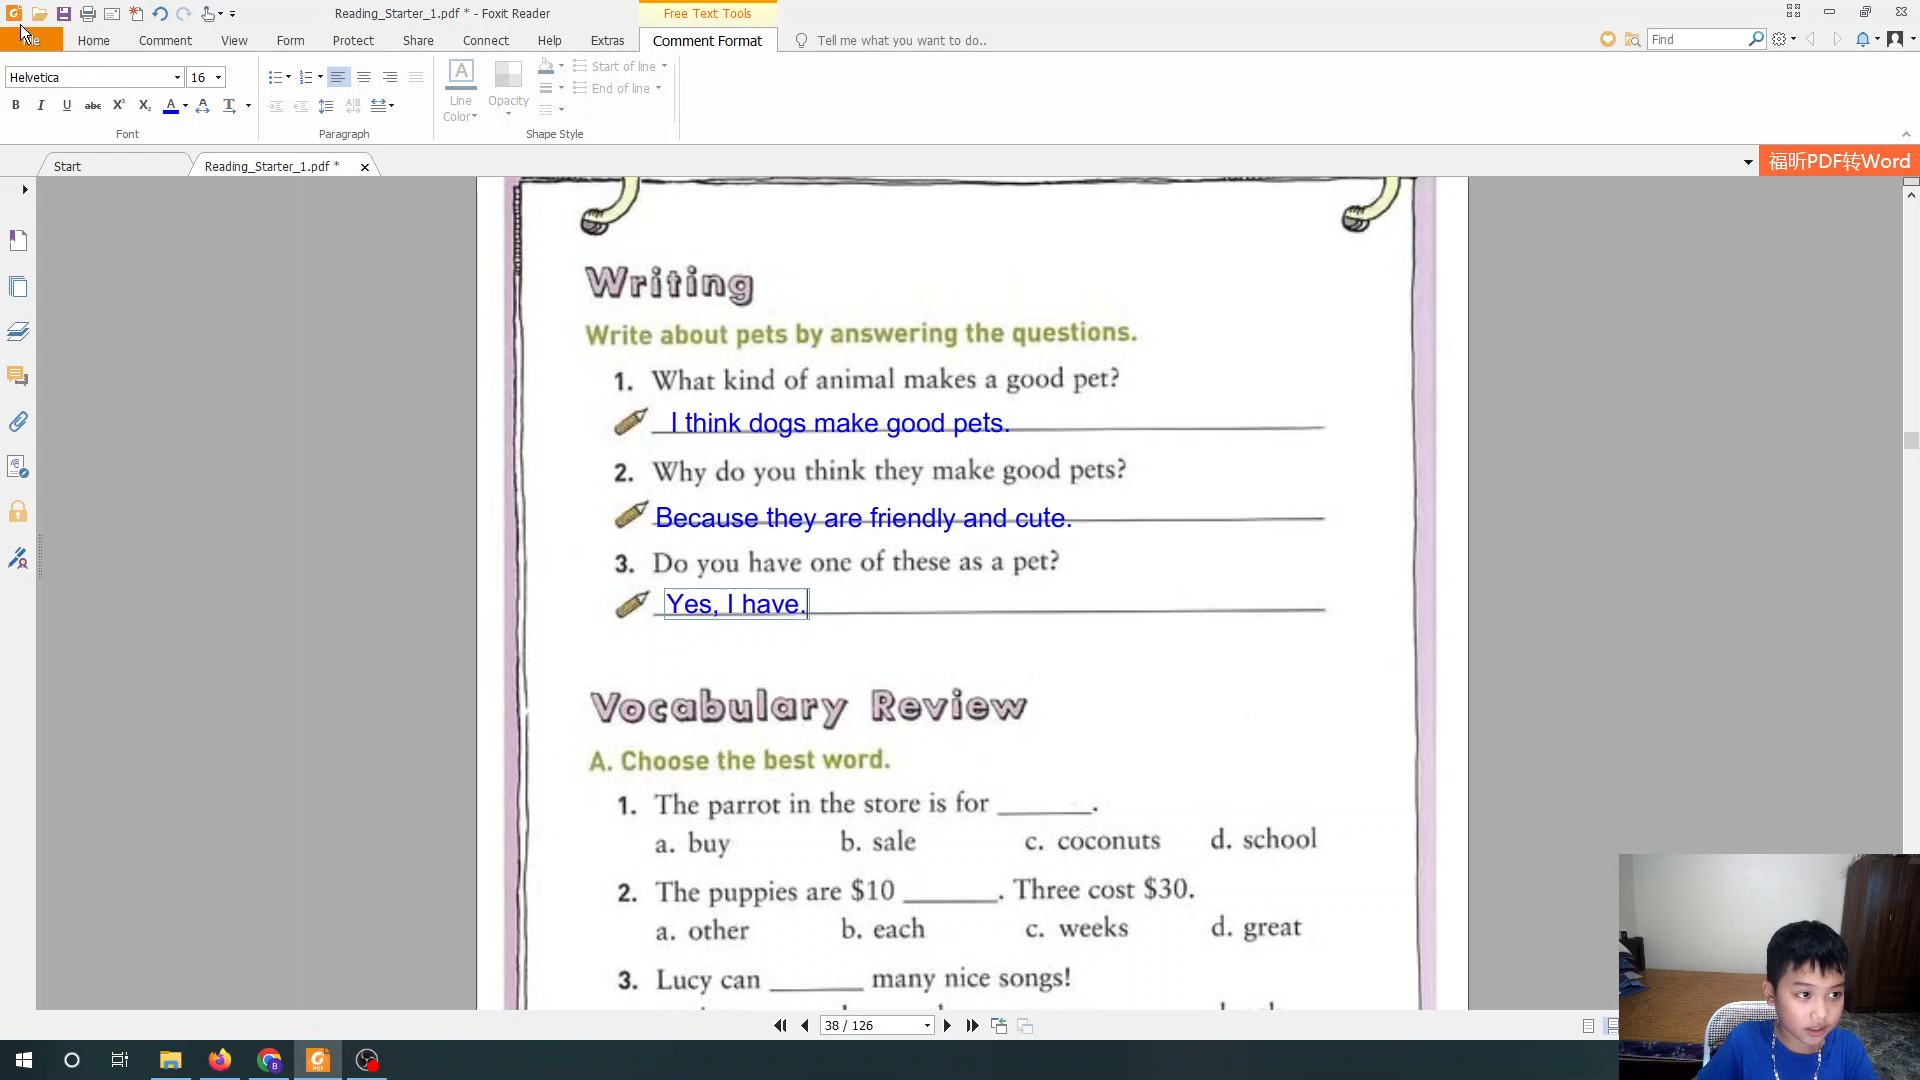 Reading_Starter_1.pdf * - Foxit Reader
Free Text Tools
File Home Comment View Form Protect Share Connect Help Extras Comment Format Tell me what you want to do.. Find
Helvetica 16
Start of line
End of line
Line Color
Opacity
Font Paragraph Shape Style
Start Reading_Starter_1.pdf *
福昕PDF转Word
Writing
Write about pets by answering the questions.
1. What kind of animal makes a good pet?
I think dogs make good pets.
2. Why do you think they make good pets?
Because they are friendly and cute.
3. Do you have one of these as a pet?
Yes, I have.
Vocabulary Review
A. Choose the best word.
1. The parrot in the store is for ______.
a. buy b. sale c. coconuts d. school
2. The puppies are $10 ______. Three cost $30.
a. other b. each c. weeks d. great
3. Lucy can ______ many nice songs!
38 / 126